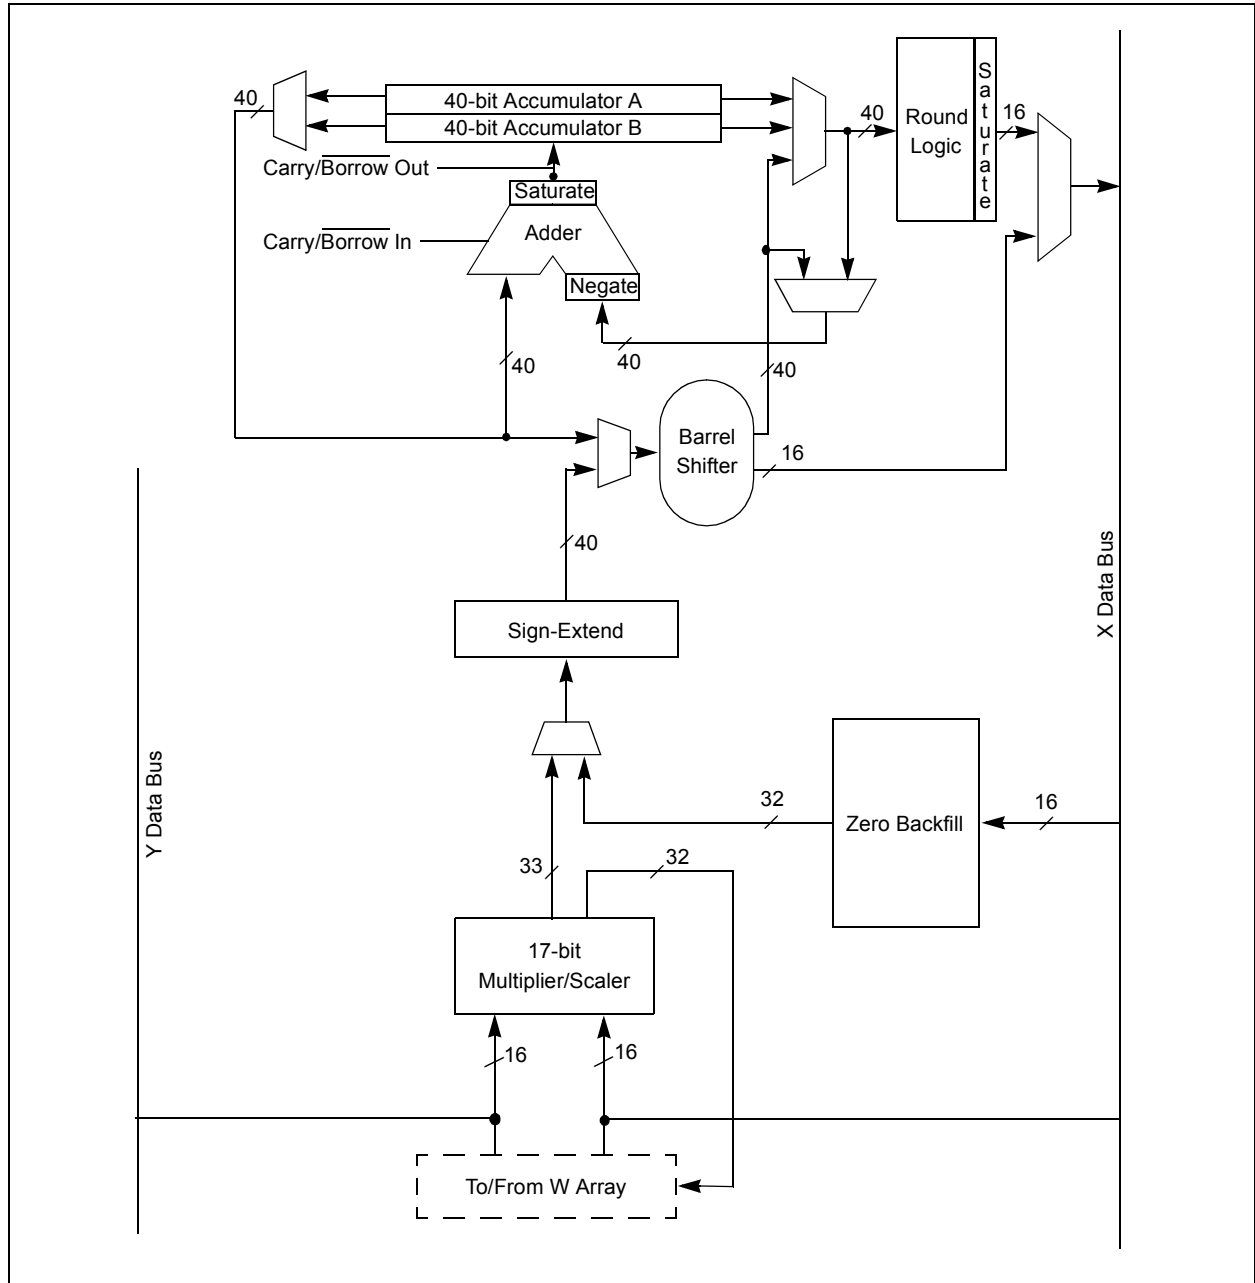 40
40-bit Accumulator A
40-bit Accumulator B
Carry/Borrow Out
Saturate
Carry/Borrow In
Adder
Negate
40
Round
Logic
Saturate
16
40
40
40
Barrel
Shifter
16
40
Sign-Extend
X Data Bus
Y Data Bus
33
32
32
Zero Backfill
16
17-bit
Multiplier/Scaler
16
16
To/From W Array